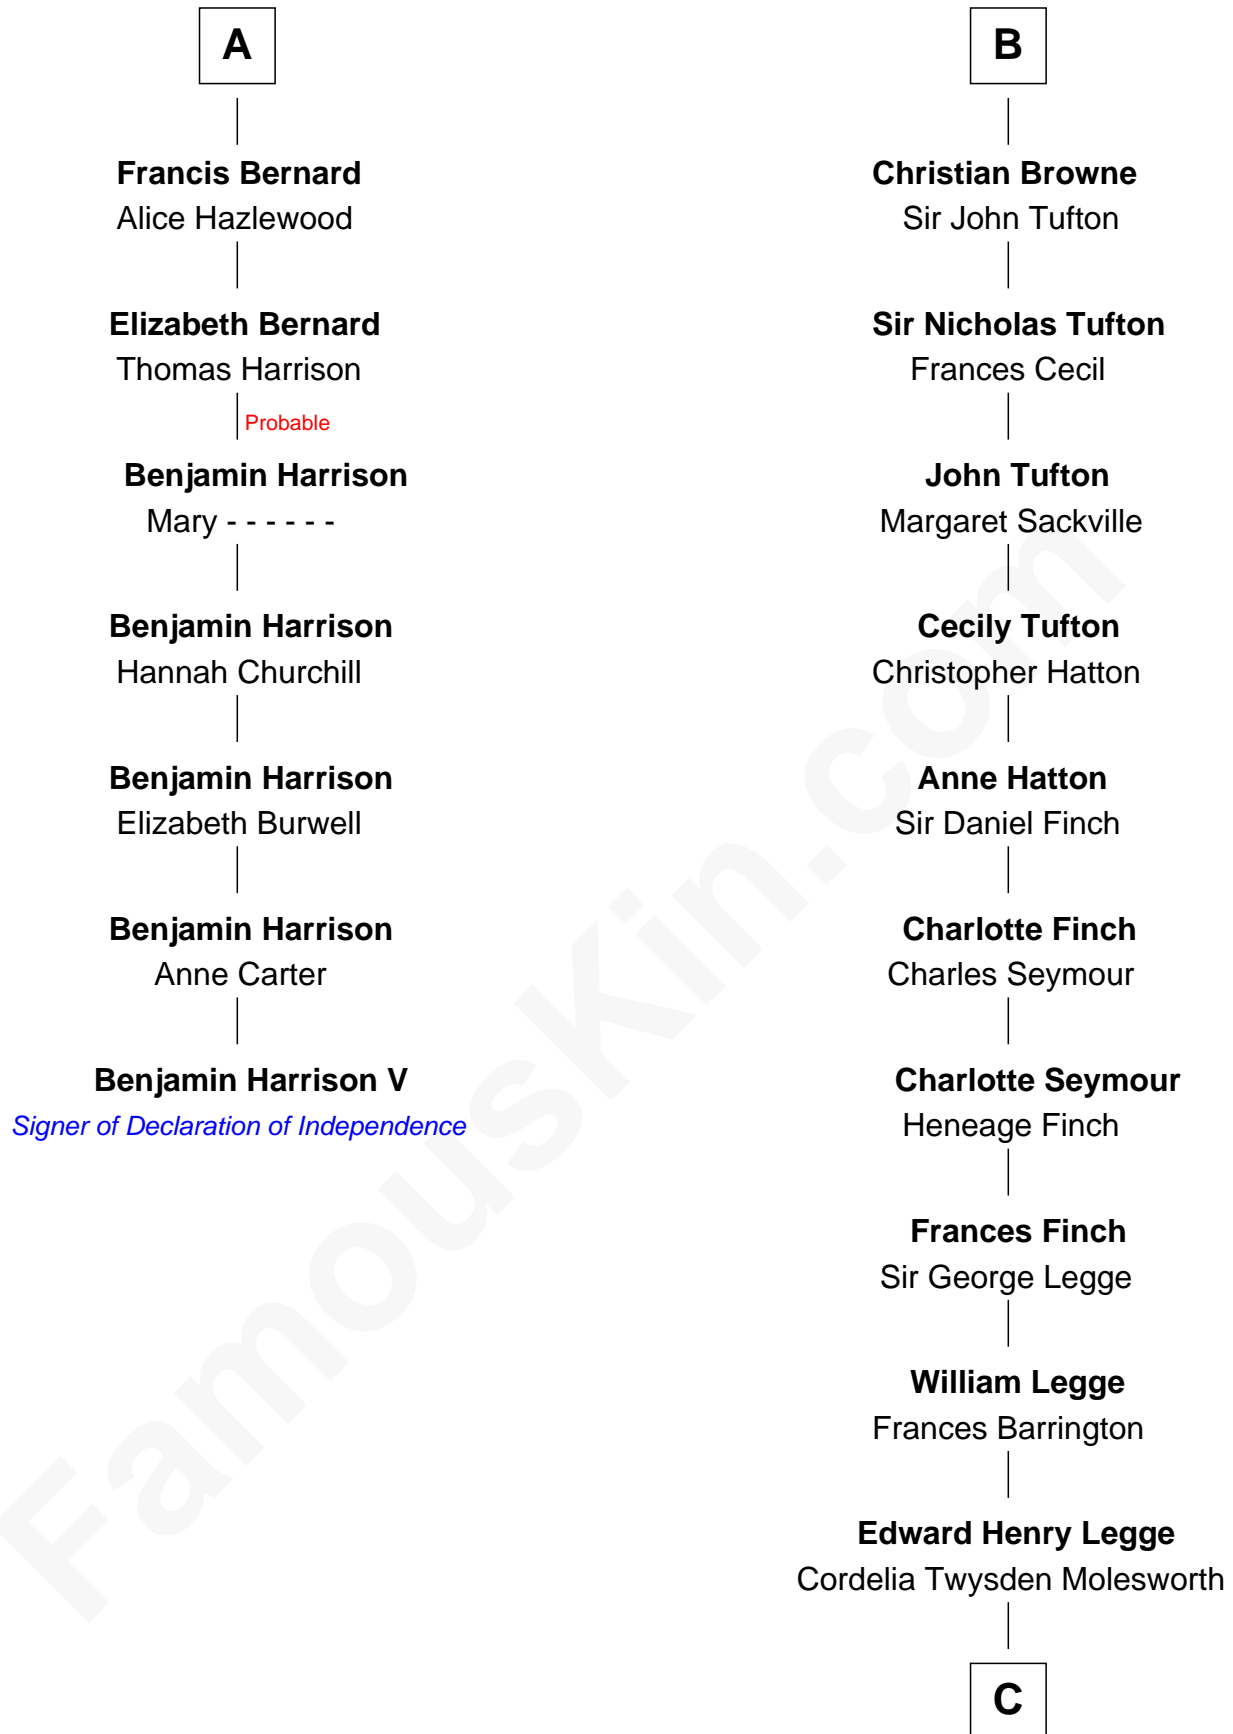 A
Francis Bernard
Alice Hazlewood
Elizabeth Bernard
Thomas Harrison
Probable
Benjamin Harrison
Mary - - - - - -
Benjamin Harrison
Hannah Churchill
Benjamin Harrison
Elizabeth Burwell
Benjamin Harrison
Anne Carter
Benjamin Harrison V
Signer of Declaration of Independence
B
Christian Browne
Sir John Tufton
Sir Nicholas Tufton
Frances Cecil
John Tufton
Margaret Sackville
Cecily Tufton
Christopher Hatton
Anne Hatton
Sir Daniel Finch
Charlotte Finch
Charles Seymour
Charlotte Seymour
Heneage Finch
Frances Finch
Sir George Legge
William Legge
Frances Barrington
Edward Henry Legge
Cordelia Twysden Molesworth
C
FamousKin.com